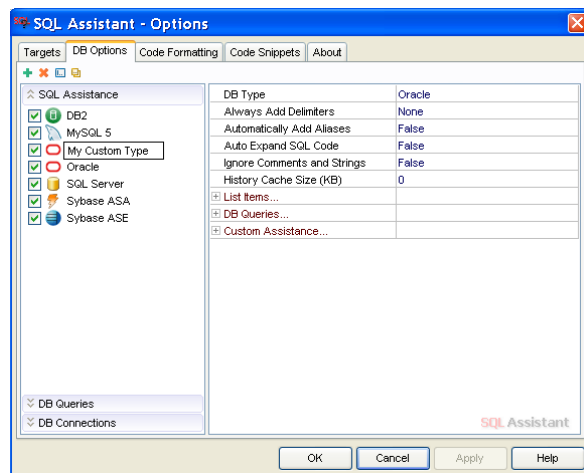 SQL Assistant - Options
Targets DB Options Code Formatting Code Snippets About
SQL Assistance
DB2
MySQL 5
My Custom Type
Oracle
SQL Server
Sybase ASA
Sybase ASE
DB Queries
DB Connections
DB Type Oracle
Always Add Delimiters None
Automatically Add Aliases False
Auto Expand SQL Code False
Ignore Comments and Strings False
History Cache Size (KB) 0
List Items...
DB Queries...
Custom Assistance...
SQL Assistant
OK Cancel Apply Help